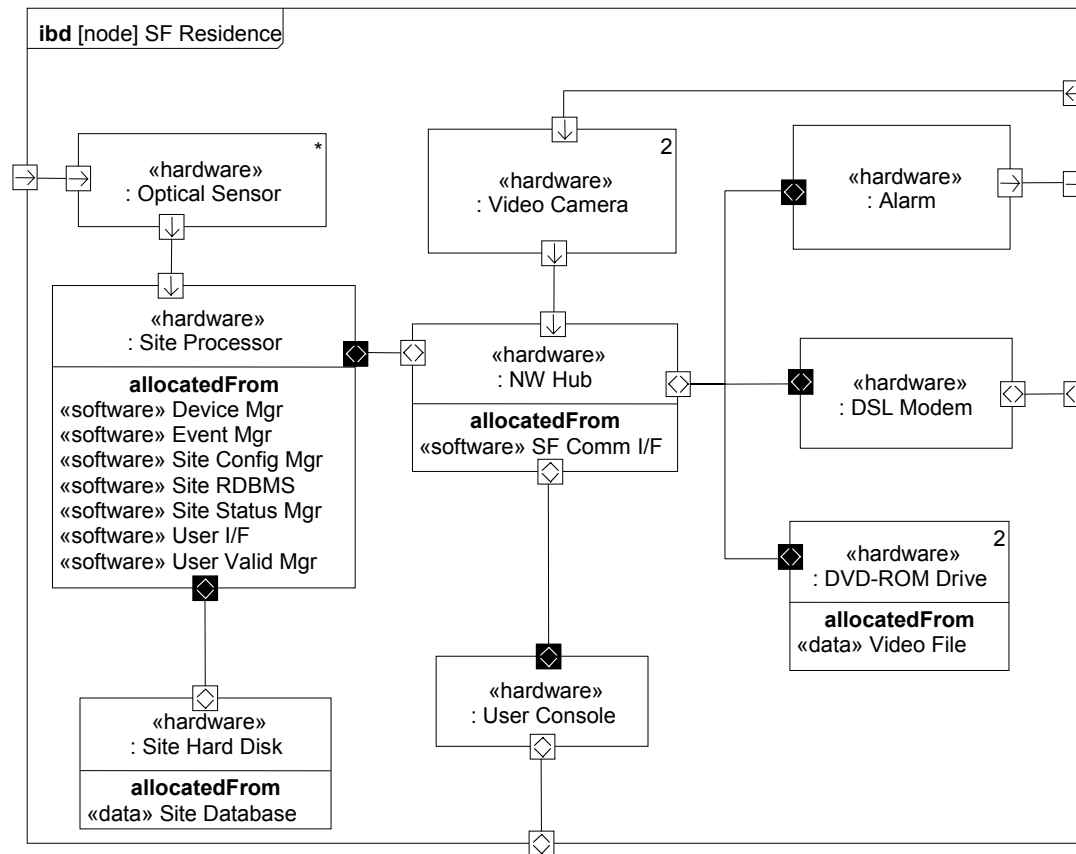 ibd [node] SF Residence
*
«hardware»
: Optical Sensor
2
«hardware»
: Video Camera
«hardware»
: Alarm
«hardware»
: Site Processor
allocatedFrom
«software» Device Mgr
«software» Event Mgr
«software» Site Config Mgr
«software» Site RDBMS
«software» Site Status Mgr
«software» User I/F
«software» User Valid Mgr
«hardware»
: NW Hub
allocatedFrom
«software» SF Comm I/F
«hardware»
: DSL Modem
2
«hardware»
: DVD-ROM Drive
allocatedFrom
«data» Video File
«hardware»
: Site Hard Disk
allocatedFrom
«data» Site Database
«hardware»
: User Console